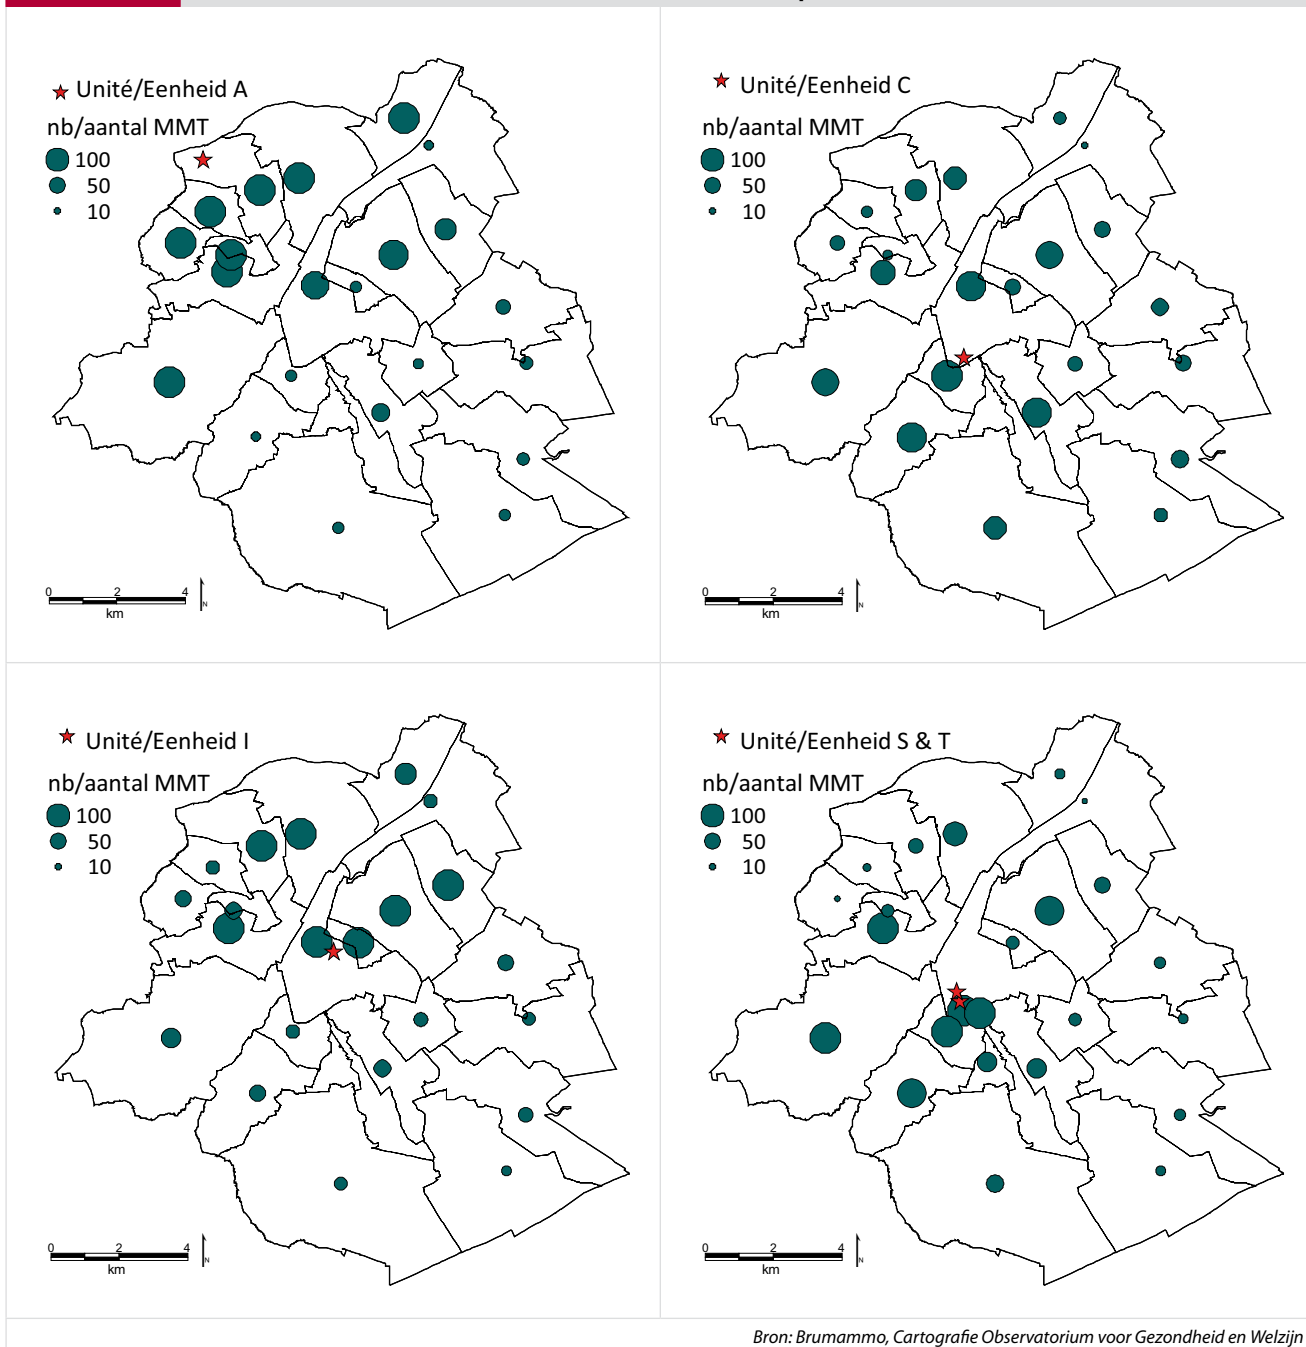 Unité/Eenheid A
nb/aantal MMT
100
50
10
0 2 4
km
N
Unité/Eenheid C
nb/aantal MMT
100
50
10
0 2 4
km
N
Unité/Eenheid I
nb/aantal MMT
100
50
10
0 2 4
km
N
Unité/Eenheid S & T
nb/aantal MMT
100
50
10
0 2 4
km
N
Bron: Brumammo, Cartografie Observatorium voor Gezondheid en Welzijn